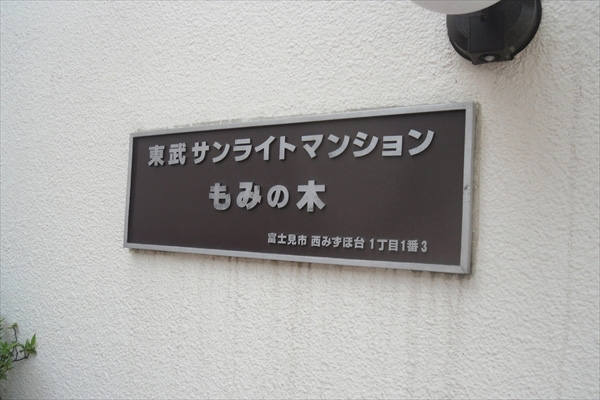 東武サンライトマンション
もみの木
富士見市 西みずほ台 1丁目1番3